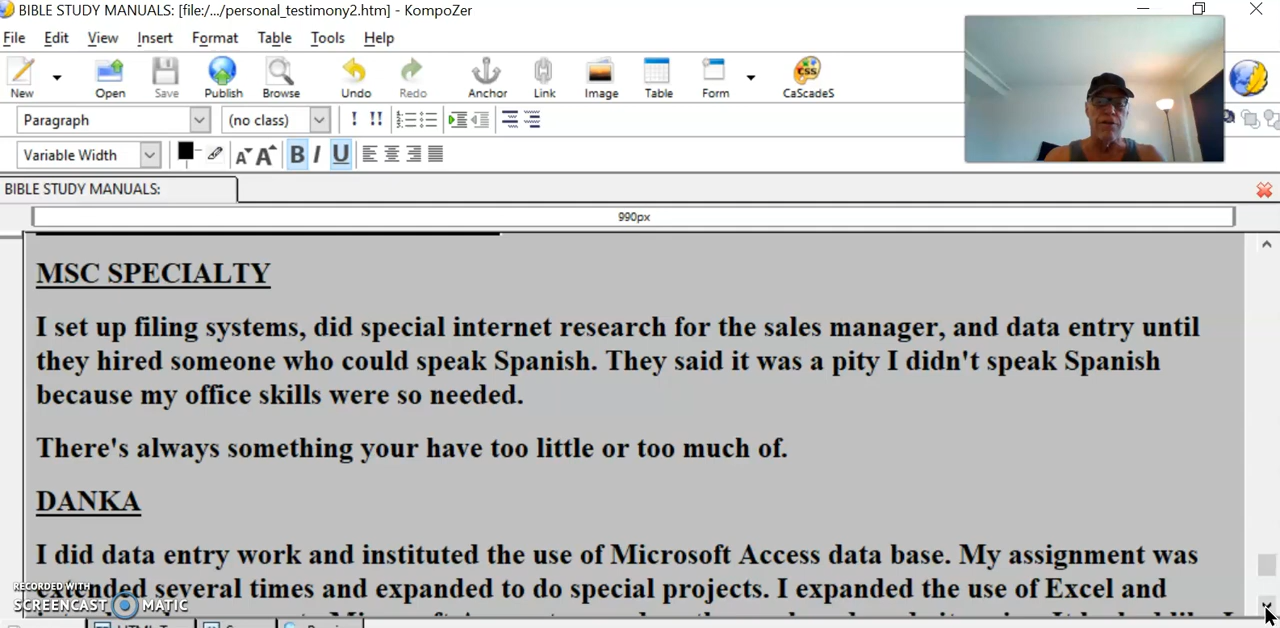 BIBLE STUDY MANUALS: [file:/.../personal_testimony2.htm] - KompoZer
File Edit View Insert Format Table Tools Help
New Open Save Publish Browse Undo Redo Anchor Link Image Table Form CaScadeS
Paragraph (no class) ! !!
Variable Width A A B I U
BIBLE STUDY MANUALS:
990px
MSC SPECIALTY
I set up filing systems, did special internet research for the sales manager, and data entry until
they hired someone who could speak Spanish. They said it was a pity I didn't speak Spanish
because my office skills were so needed.
There's always something your have too little or too much of.
DANKA
I did data entry work and instituted the use of Microsoft Access data base. My assignment was
extended several times and expanded to do special projects. I expanded the use of Excel and
RECORDED WITH
SCREENCAST MATIC